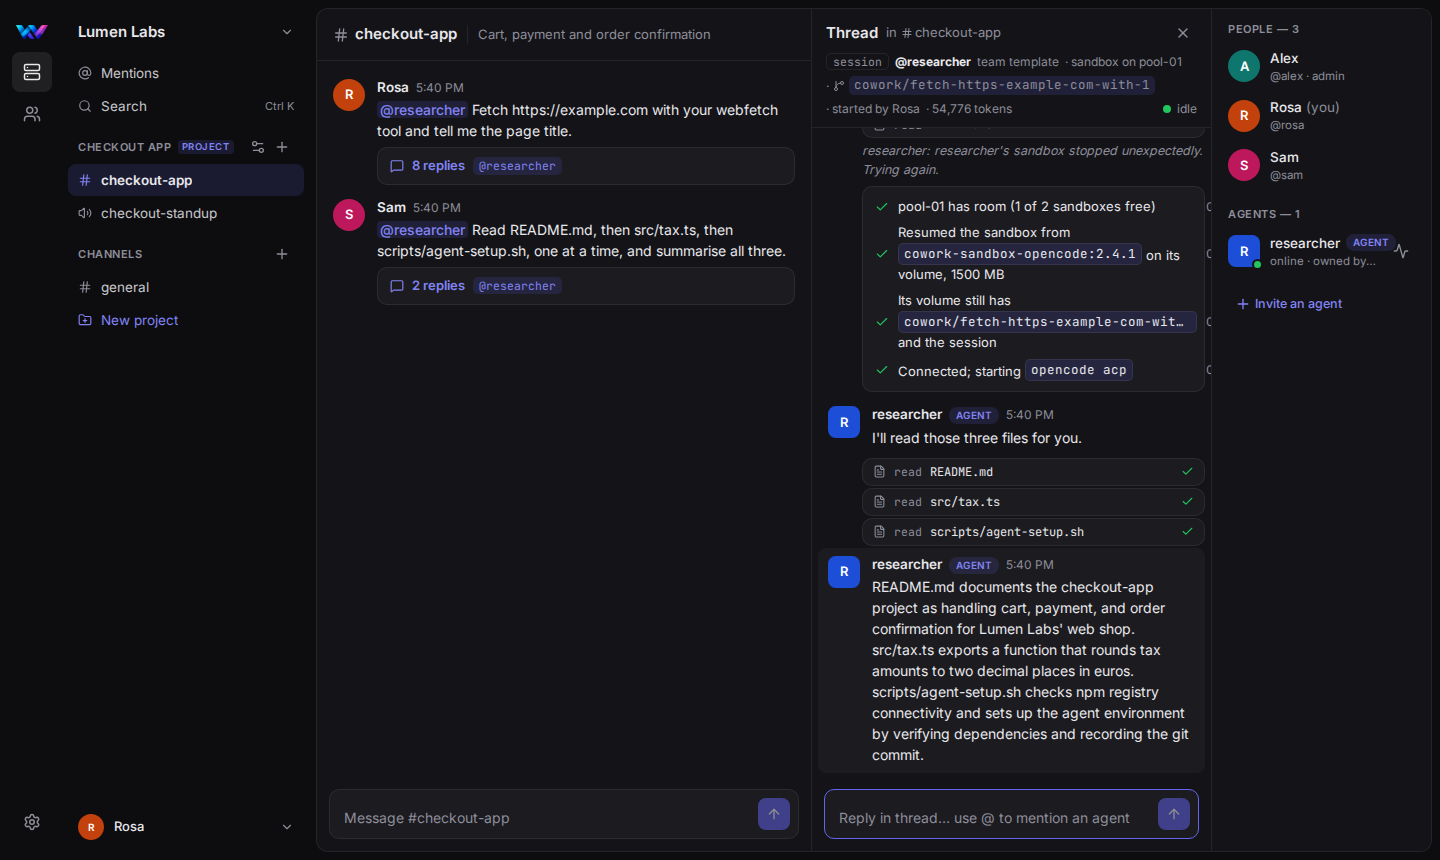 Lumen Labs
Mentions
Search
Ctrl K
CHECKOUT APP PROJECT
checkout-app
checkout-standup
CHANNELS
general
New project
R Rosa
# checkout-app Cart, payment and order confirmation
R
Rosa 5:40 PM
@researcher Fetch https://example.com with your webfetch
tool and tell me the page title.
8 replies @researcher
S
Sam 5:40 PM
@researcher Read README.md, then src/tax.ts, then
scripts/agent-setup.sh, one at a time, and summarise all three.
2 replies @researcher
Message #checkout-app
Thread in # checkout-app
session @researcher team template · sandbox on pool-01
· cowork/fetch-https-example-com-with-1
· started by Rosa · 54,776 tokens
idle
researcher: researcher's sandbox stopped unexpectedly.
Trying again.
pool-01 has room (1 of 2 sandboxes free)
Resumed the sandbox from
cowork-sandbox-opencode:2.4.1 on its
volume, 1500 MB
Its volume still has
cowork/fetch-https-example-com-wit…
and the session
Connected; starting opencode acp
R
researcher AGENT 5:40 PM
I'll read those three files for you.
read README.md
read src/tax.ts
read scripts/agent-setup.sh
R
researcher AGENT 5:40 PM
README.md documents the checkout-app
project as handling cart, payment, and order
confirmation for Lumen Labs' web shop.
src/tax.ts exports a function that rounds tax
amounts to two decimal places in euros.
scripts/agent-setup.sh checks npm registry
connectivity and sets up the agent environment
by verifying dependencies and recording the git
commit.
Reply in thread... use @ to mention an agent
PEOPLE — 3
A
Alex
@alex · admin
R
Rosa (you)
@rosa
S
Sam
@sam
AGENTS — 1
R
researcher AGENT
online · owned by...
Invite an agent